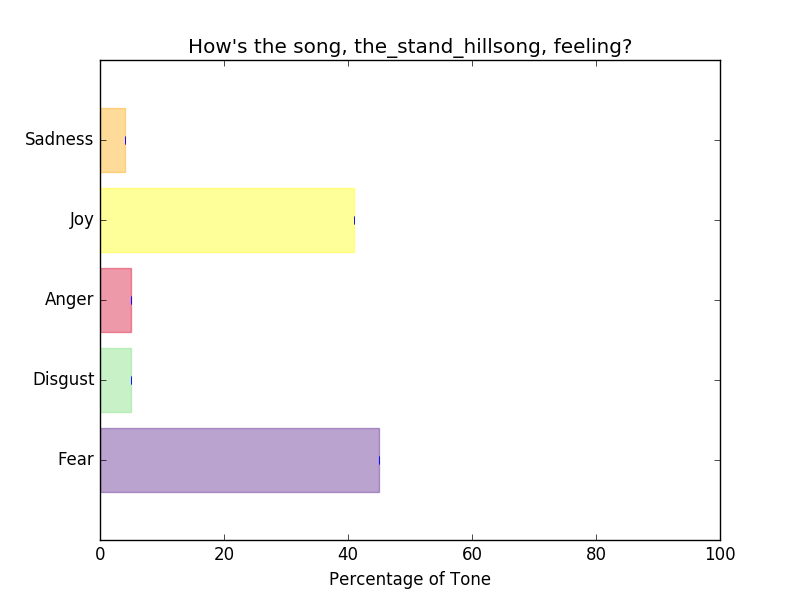 How's the song, the_stand_hillsong, feeling?
Sadness
Joy
Anger
Disgust
Fear
0 20 40 60 80 100
Percentage of Tone